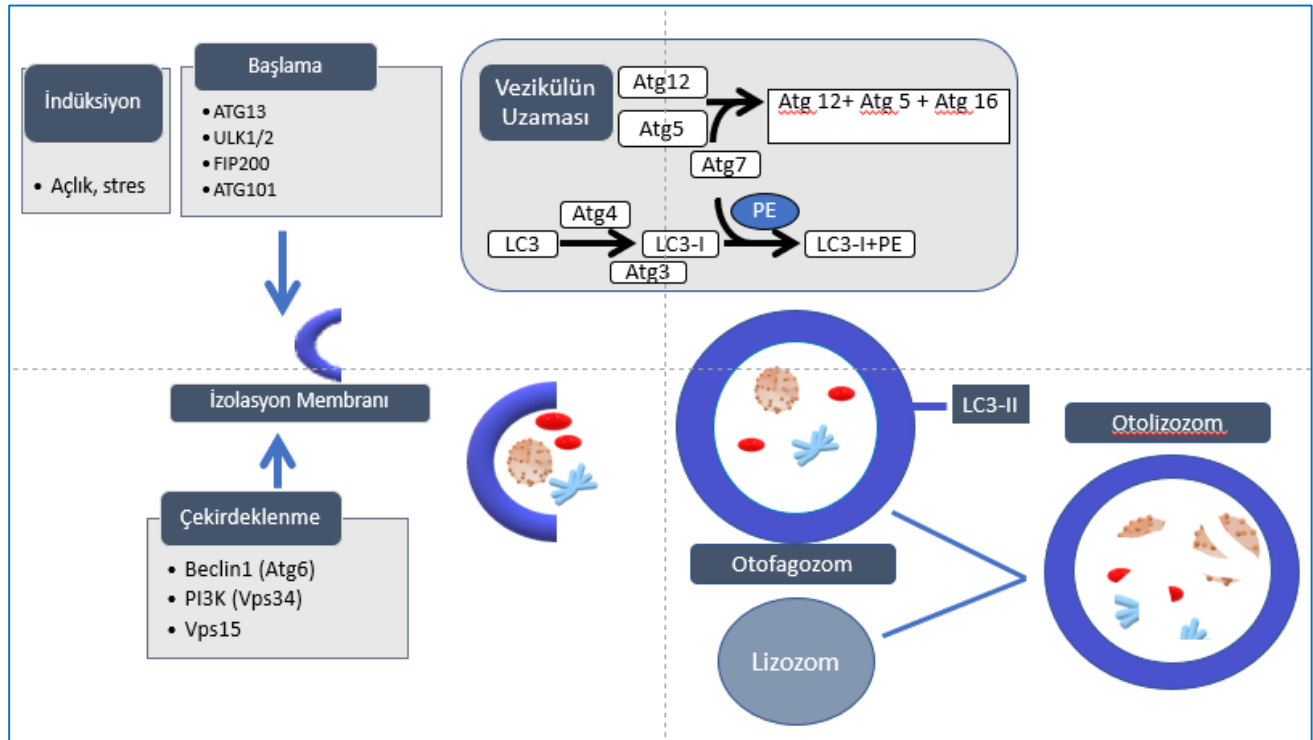 İndüksiyon
• Açlık, stres
Başlama
• ATG13
• ULK1/2
• FIP200
• ATG101
Vezikülün
Uzaması
Atg12
Atg5
Atg7
Atg 12+ Atg 5 + Atg 16
LC3
Atg4
LC3-I
Atg3
PE
LC3-I+PE
İzolasyon Membranı
Çekirdeklenme
• Beclin1 (Atg6)
• PI3K (Vps34)
• Vps15
LC3-II
Otofagozom
Lizozom
Otolizozom